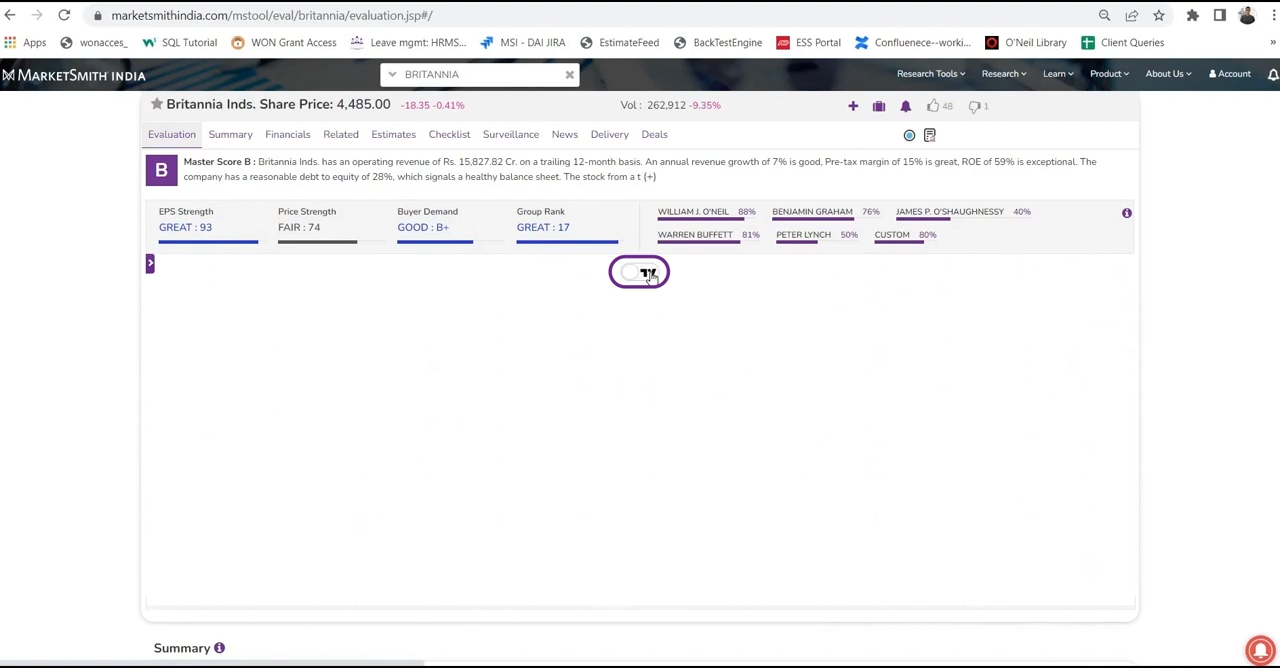 marketsmithindia.com/mstool/eval/britannia/evaluation.jsp#/
Apps wonacces_ SQL Tutorial WON Grant Access Leave mgmt: HRMS... MSI - DAI JIRA EstimateFeed BackTestEngine ESS Portal Confluenece--worki... O'Neil Library Client Queries »
MARKETSMITH INDIA BRITANNIA Research Tools Research Learn Product About Us Account
Britannia Inds. Share Price: 4,485.00 -18.35 -0.41% Vol : 262,912 -9.35% 48 1
Evaluation Summary Financials Related Estimates Checklist Surveillance News Delivery Deals
B
Master Score B : Britannia Inds. has an operating revenue of Rs. 15,827.82 Cr. on a trailing 12-month basis. An annual revenue growth of 7% is good, Pre-tax margin of 15% is great, ROE of 59% is exceptional. The
company has a reasonable debt to equity of 28%, which signals a healthy balance sheet. The stock from a t (+)
EPS Strength Price Strength Buyer Demand Group Rank WILLIAM J. O'NEIL 88% BENJAMIN GRAHAM 76% JAMES P. O'SHAUGHNESSY 40%
GREAT : 93 FAIR : 74 GOOD : B+ GREAT : 17 WARREN BUFFETT 81% PETER LYNCH 50% CUSTOM 80%
Summary